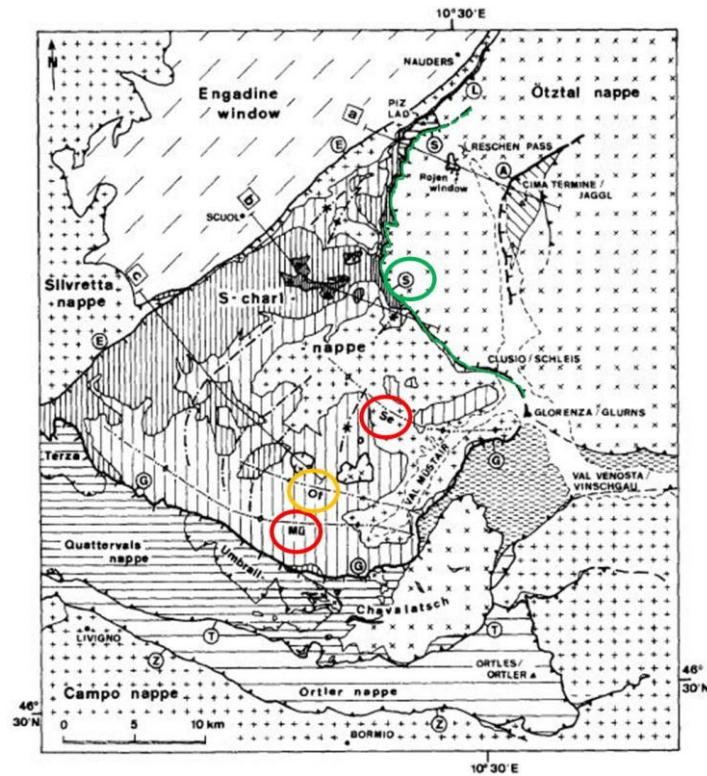 10°30'E
N
NAUDERS
Engadine
window
Ötztal nappe
PIZ
LAD
L
a
S
E
RESCHEN PASS
A
Rojen
window
CIMA TERMINE/
JAGGL
b
SCUOL
c
Silvretta
nappe
S-charl
S
nappe
E
CLUSIO/SCHLEIS
Se
GLORENZA/GLURNS
Terza
G
VAL MÜSTAIR
G
VAL VENOSTA/
VINSCHGAU
Of
Mü
Quattervals
nappe
G
Umbrail-
Chavalatsch
LIVIGNO
T
T
Z
ORTLES/
ORTLER
46°
30'N
Campo nappe
Ortler nappe
46°
30'N
0 5 10 km
Z
BORMIO
10°30'E